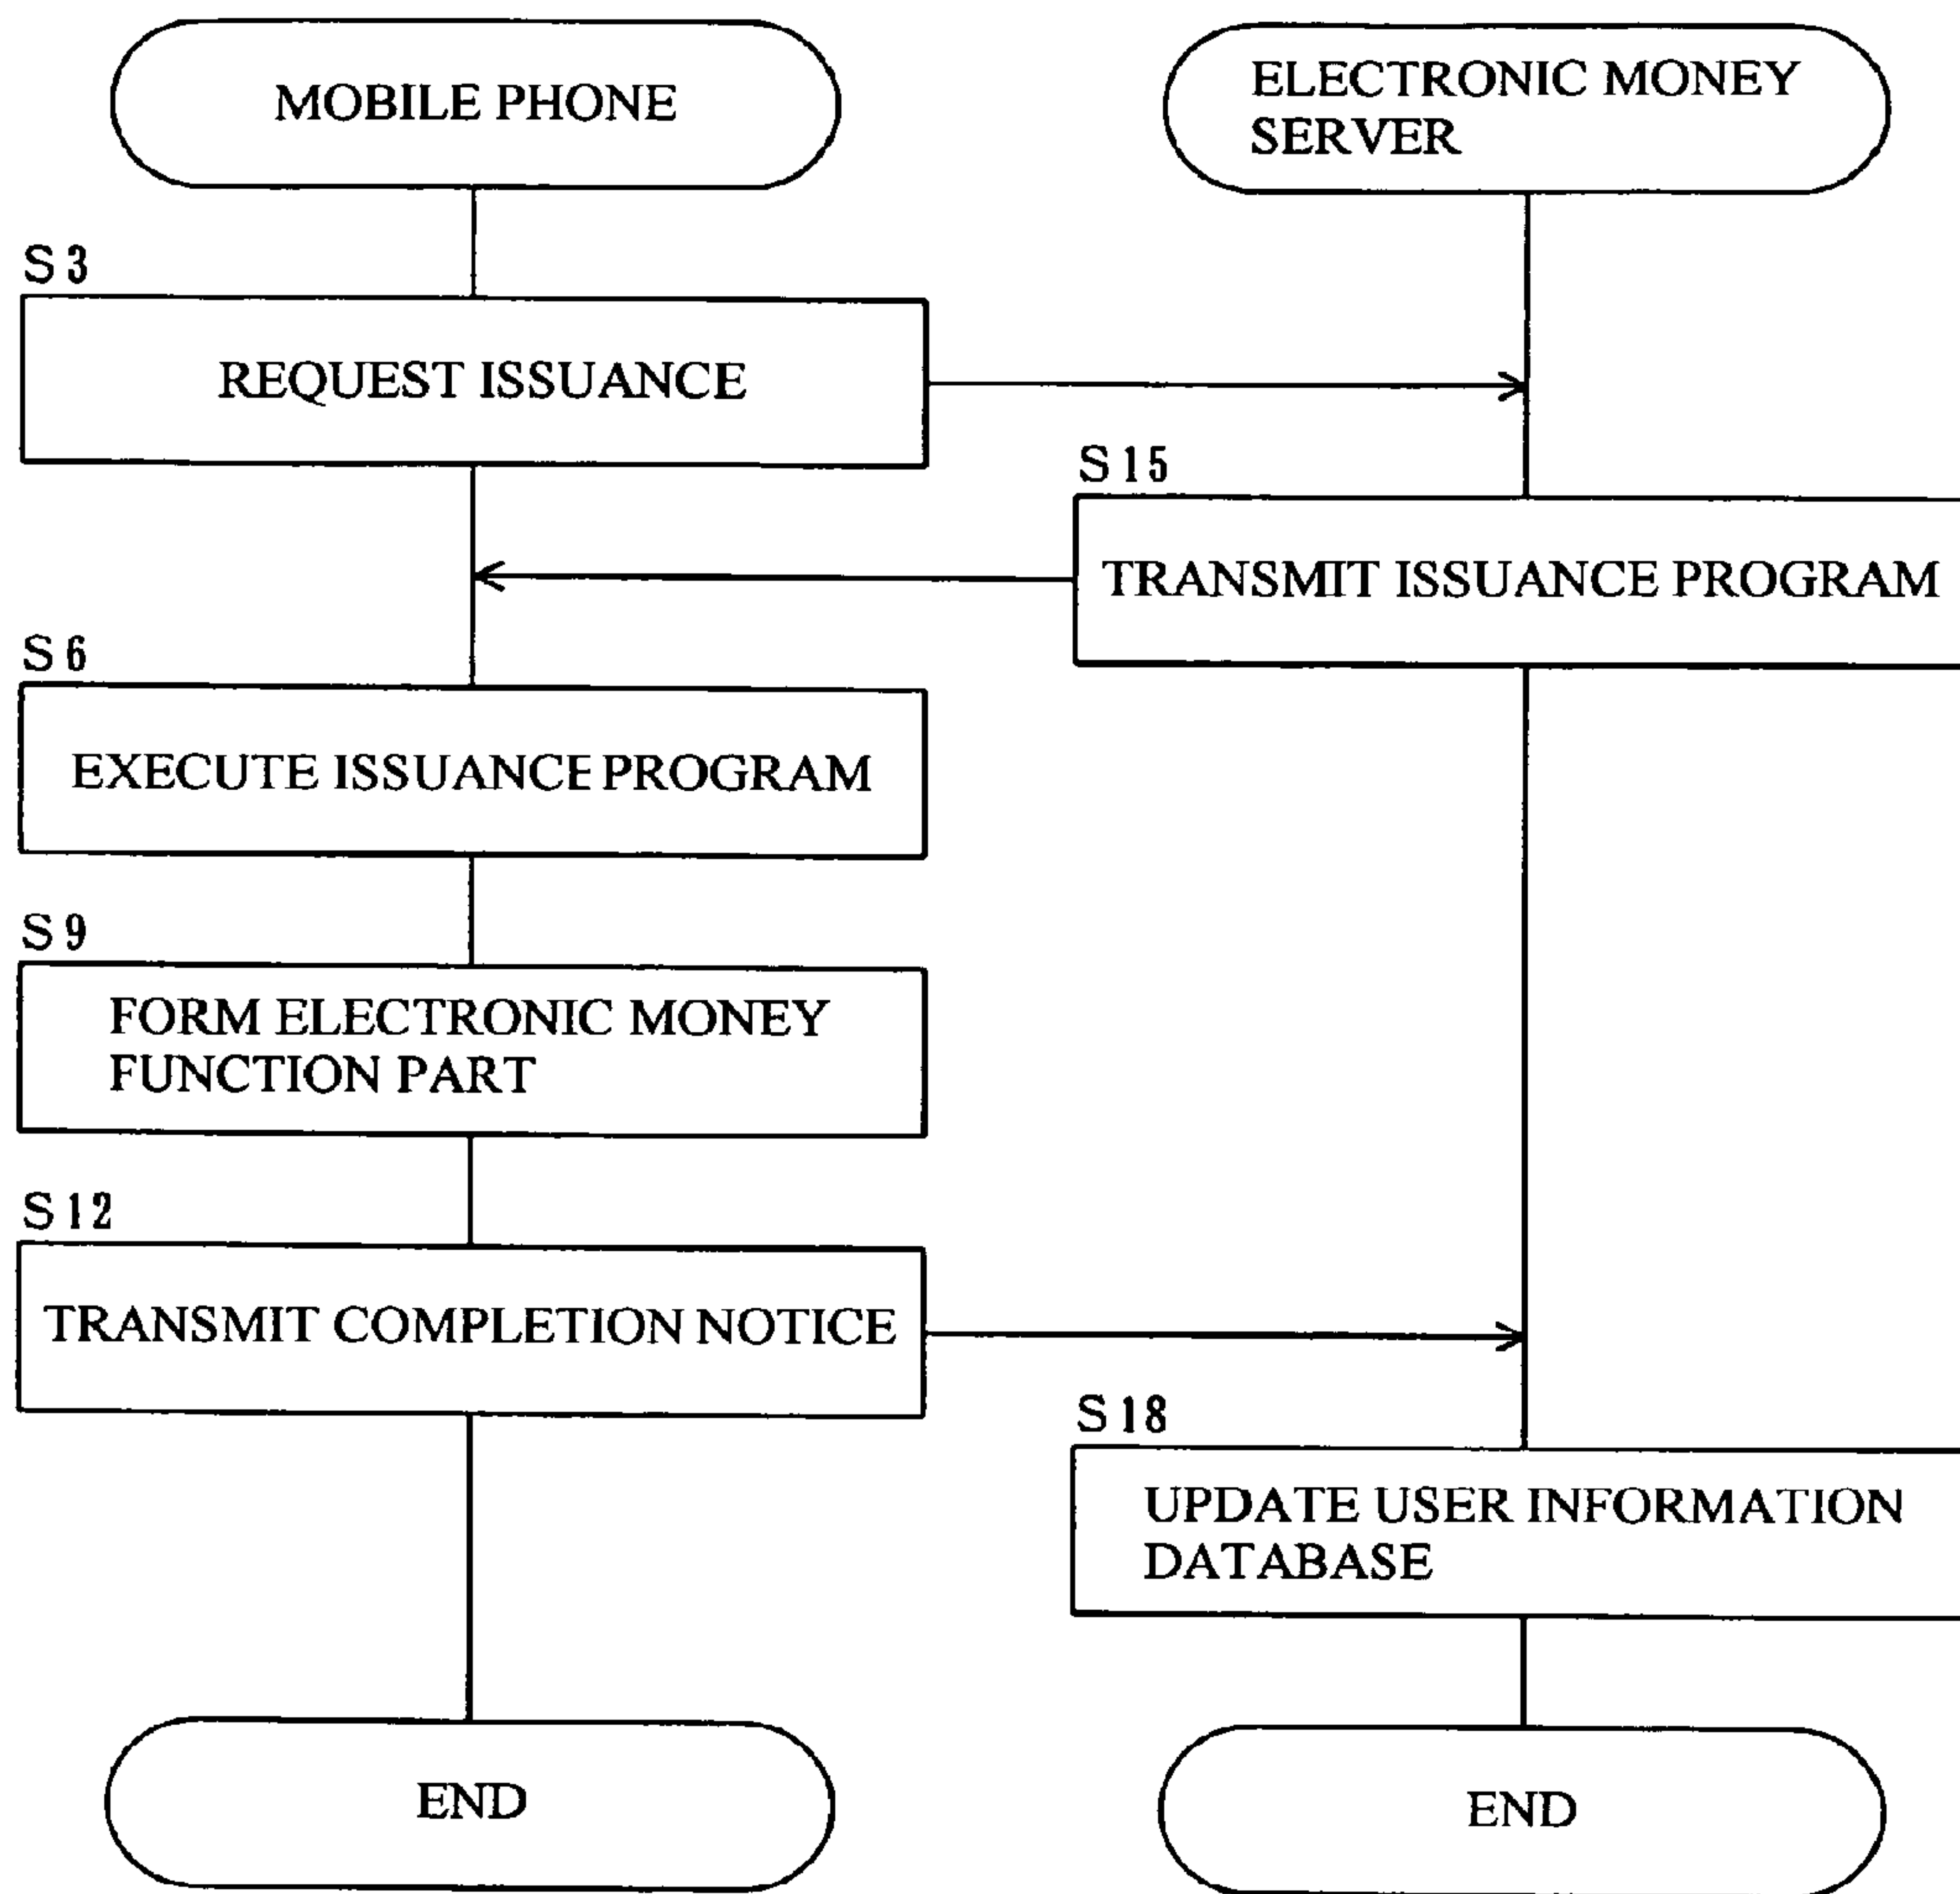 MOBILE PHONE
ELECTRONIC MONEY
SERVER
S3
REQUEST ISSUANCE
S15
TRANSMIT ISSUANCE PROGRAM
S6
EXECUTE ISSUANCE PROGRAM
S9
FORM ELECTRONIC MONEY
FUNCTION PART
S12
TRANSMIT COMPLETION NOTICE
S18
UPDATE USER INFORMATION
DATABASE
END
END